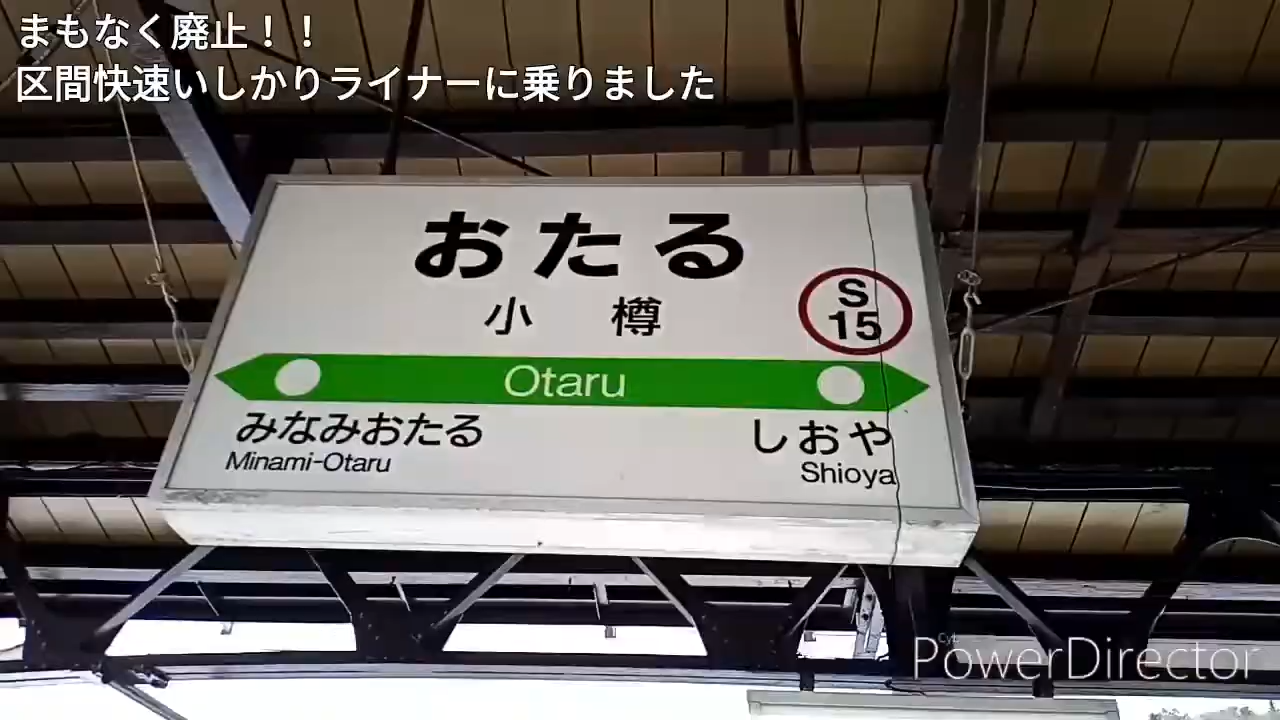 まもなく廃止！！
区間快速いしかりライナーに乗りました
おたる
小 樽
S
15
Otaru
みなみおたる
しおや
Minami-Otaru
Shioya
CyL
PowerDirector